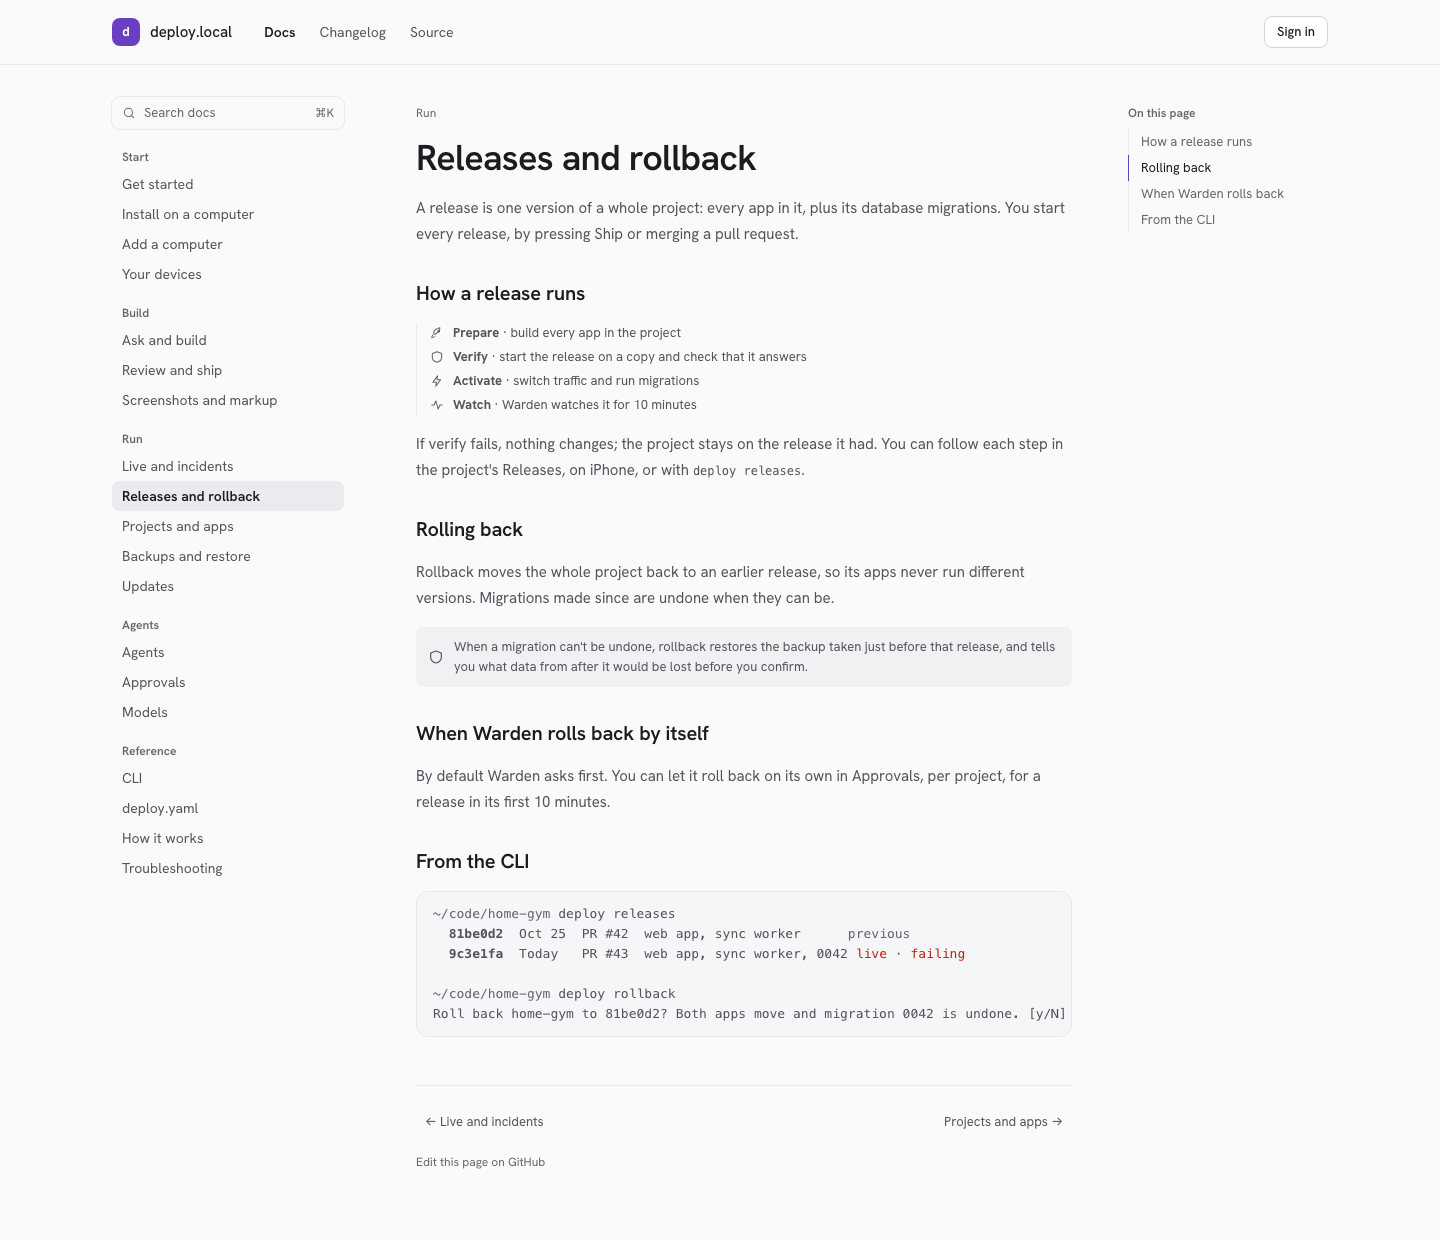 d deploy.local Docs Changelog Source Sign in
Search docs ⌘K
Start
Get started
Install on a computer
Add a computer
Your devices
Build
Ask and build
Review and ship
Screenshots and markup
Run
Live and incidents
Releases and rollback
Projects and apps
Backups and restore
Updates
Agents
Agents
Approvals
Models
Reference
CLI
deploy.yaml
How it works
Troubleshooting
Run
Releases and rollback
A release is one version of a whole project: every app in it, plus its database migrations. You start
every release, by pressing Ship or merging a pull request.
How a release runs
Prepare · build every app in the project
Verify · start the release on a copy and check that it answers
Activate · switch traffic and run migrations
Watch · Warden watches it for 10 minutes
If verify fails, nothing changes; the project stays on the release it had. You can follow each step in
the project's Releases, on iPhone, or with deploy releases.
Rolling back
Rollback moves the whole project back to an earlier release, so its apps never run different
versions. Migrations made since are undone when they can be.
When a migration can't be undone, rollback restores the backup taken just before that release, and tells
you what data from after it would be lost before you confirm.
When Warden rolls back by itself
By default Warden asks first. You can let it roll back on its own in Approvals, per project, for a
release in its first 10 minutes.
From the CLI
~/code/home-gym deploy releases
81be0d2 Oct 25 PR #42 web app, sync worker previous
9c3e1fa Today PR #43 web app, sync worker, 0042 live · failing
~/code/home-gym deploy rollback
Roll back home-gym to 81be0d2? Both apps move and migration 0042 is undone. [y/N]
← Live and incidents Projects and apps →
Edit this page on GitHub
On this page
How a release runs
Rolling back
When Warden rolls back
From the CLI